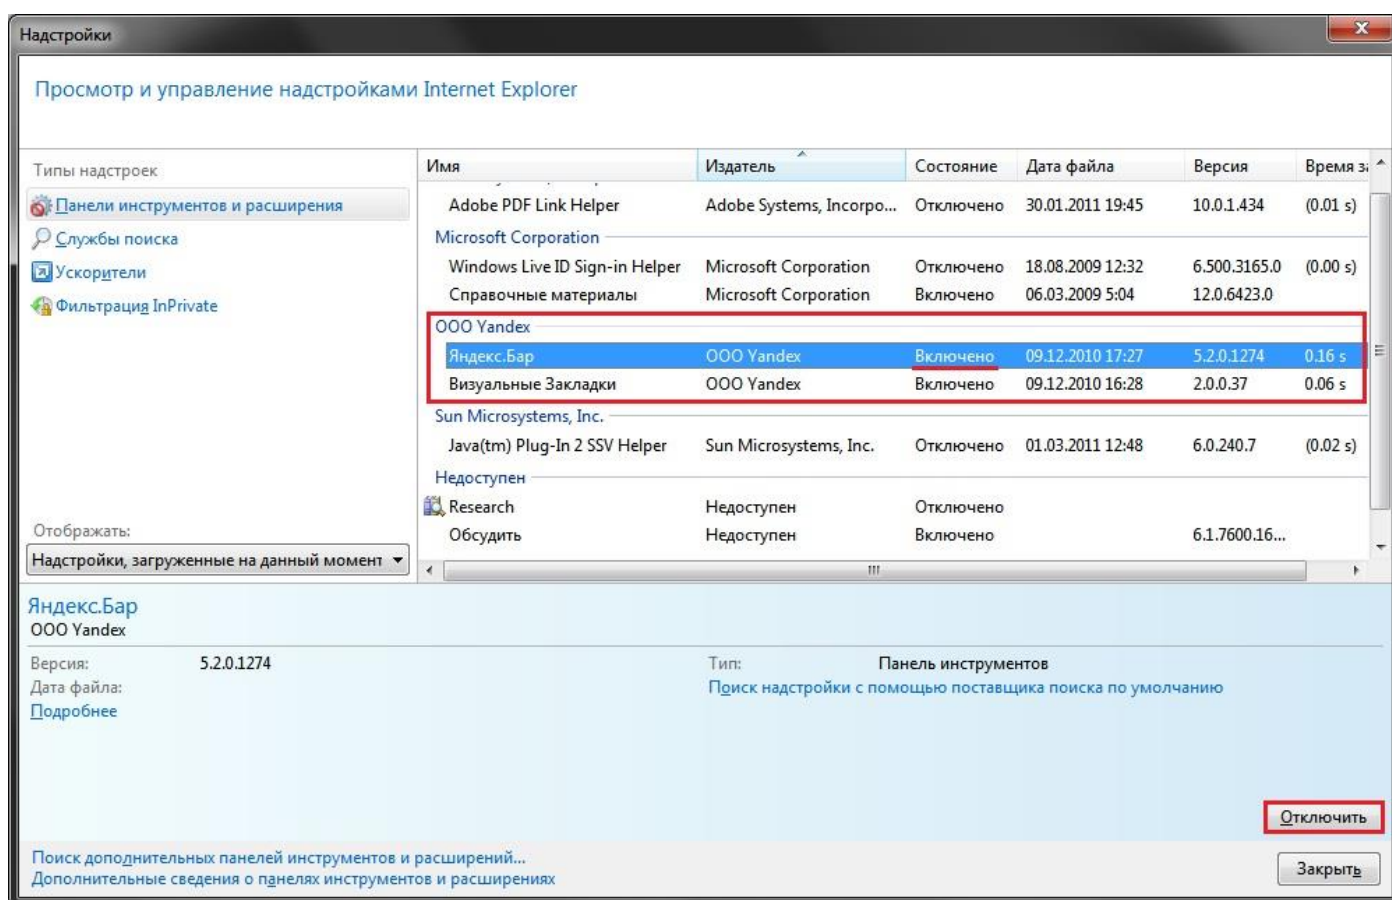 Надстройки
Просмотр и управление надстройками Internet Explorer
Типы надстроек
Панели инструментов и расширения
Службы поиска
Ускорители
Фильтрация InPrivate
Отображать:
Надстройки, загруженные на данный момент
Имя Издатель Состояние Дата файла Версия Время за
Adobe PDF Link Helper Adobe Systems, Incorpo... Отключено 30.01.2011 19:45 10.0.1.434 (0.01 s)
Microsoft Corporation
Windows Live ID Sign-in Helper Microsoft Corporation Отключено 18.08.2009 12:32 6.500.3165.0 (0.00 s)
Справочные материалы Microsoft Corporation Включено 06.03.2009 5:04 12.0.6423.0
ООО Yandex
Яндекс.Бар ООО Yandex Включено 09.12.2010 17:27 5.2.0.1274 0.16 s
Визуальные Закладки ООО Yandex Включено 09.12.2010 16:28 2.0.0.37 0.06 s
Sun Microsystems, Inc.
Java(tm) Plug-In 2 SSV Helper Sun Microsystems, Inc. Отключено 01.03.2011 12:48 6.0.240.7 (0.02 s)
Недоступен
Research Недоступен Отключено
Обсудить Недоступен Включено 6.1.7600.16...
Яндекс.Бар
ООО Yandex
Версия: 5.2.0.1274 Тип: Панель инструментов
Дата файла: Поиск надстройки с помощью поставщика поиска по умолчанию
Подробнее
Отключить
Поиск дополнительных панелей инструментов и расширений...
Дополнительные сведения о панелях инструментов и расширениях
Закрыть